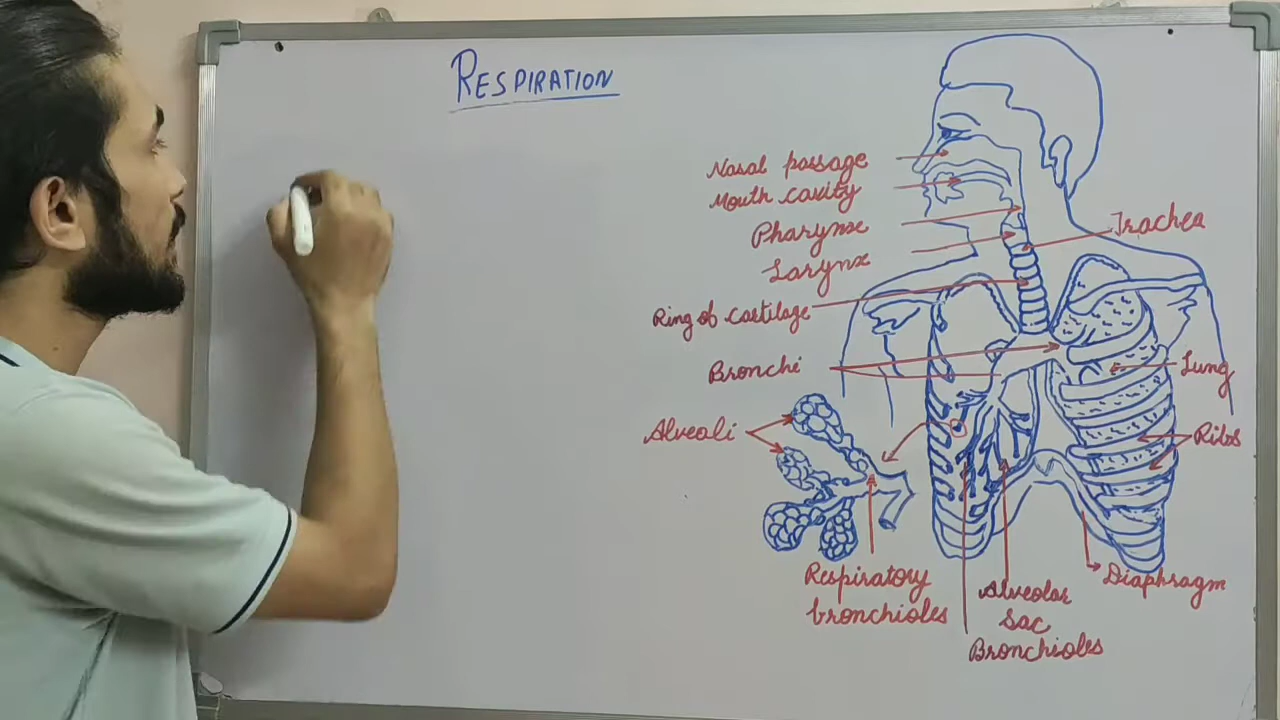 RESPIRATION
Nasal passage
Mouth cavity
Pharynx
Larynx
Trachea
Ring of cartilage
Bronchi
Lung
Alveoli
Ribs
Respiratory
bronchioles
Alveolar
Sac
Bronchioles
Diaphragm